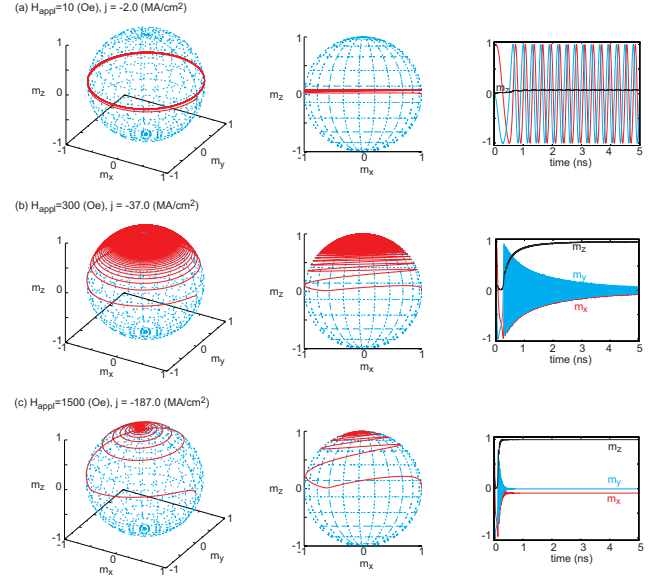 (a) H_appl=10 (Oe), j = -2.0 (MA/cm²)
1
m_z
0
-1
-1
0
m_x
1
-1
0
m_y
1
1
m_z
0
-1
-1
0
m_x
1
1
m_z
0
-1
0
1
2
3
4
5
time (ns)
(b) H_appl=300 (Oe), j = -37.0 (MA/cm²)
1
m_z
0
-1
-1
0
m_x
1
-1
0
m_y
1
1
m_z
0
1
-1
0
m_x
1
1
m_z
m_y
0
m_x
-1
0
1
2
3
4
5
time (ns)
(c) H_appl=1500 (Oe), j = -187.0 (MA/cm²)
1
m_z
0
-1
-1
0
m_x
1
-1
0
m_y
1
1
m_z
0
1
-1
0
m_x
1
1
m_z
m_y
0
m_x
-1
0
1
2
3
4
5
time (ns)